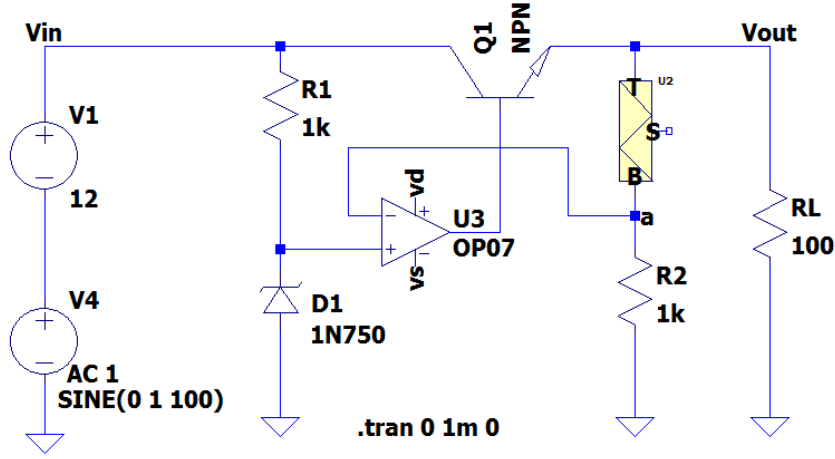 Vin
Q1
NPN
Vout
V1
12
R1
1k
T
U2
S
B
vd
U3
OP07
vs
a
RL
100
V4
AC 1
SINE(0 1 100)
D1
1N750
R2
1k
.tran 0 1m 0